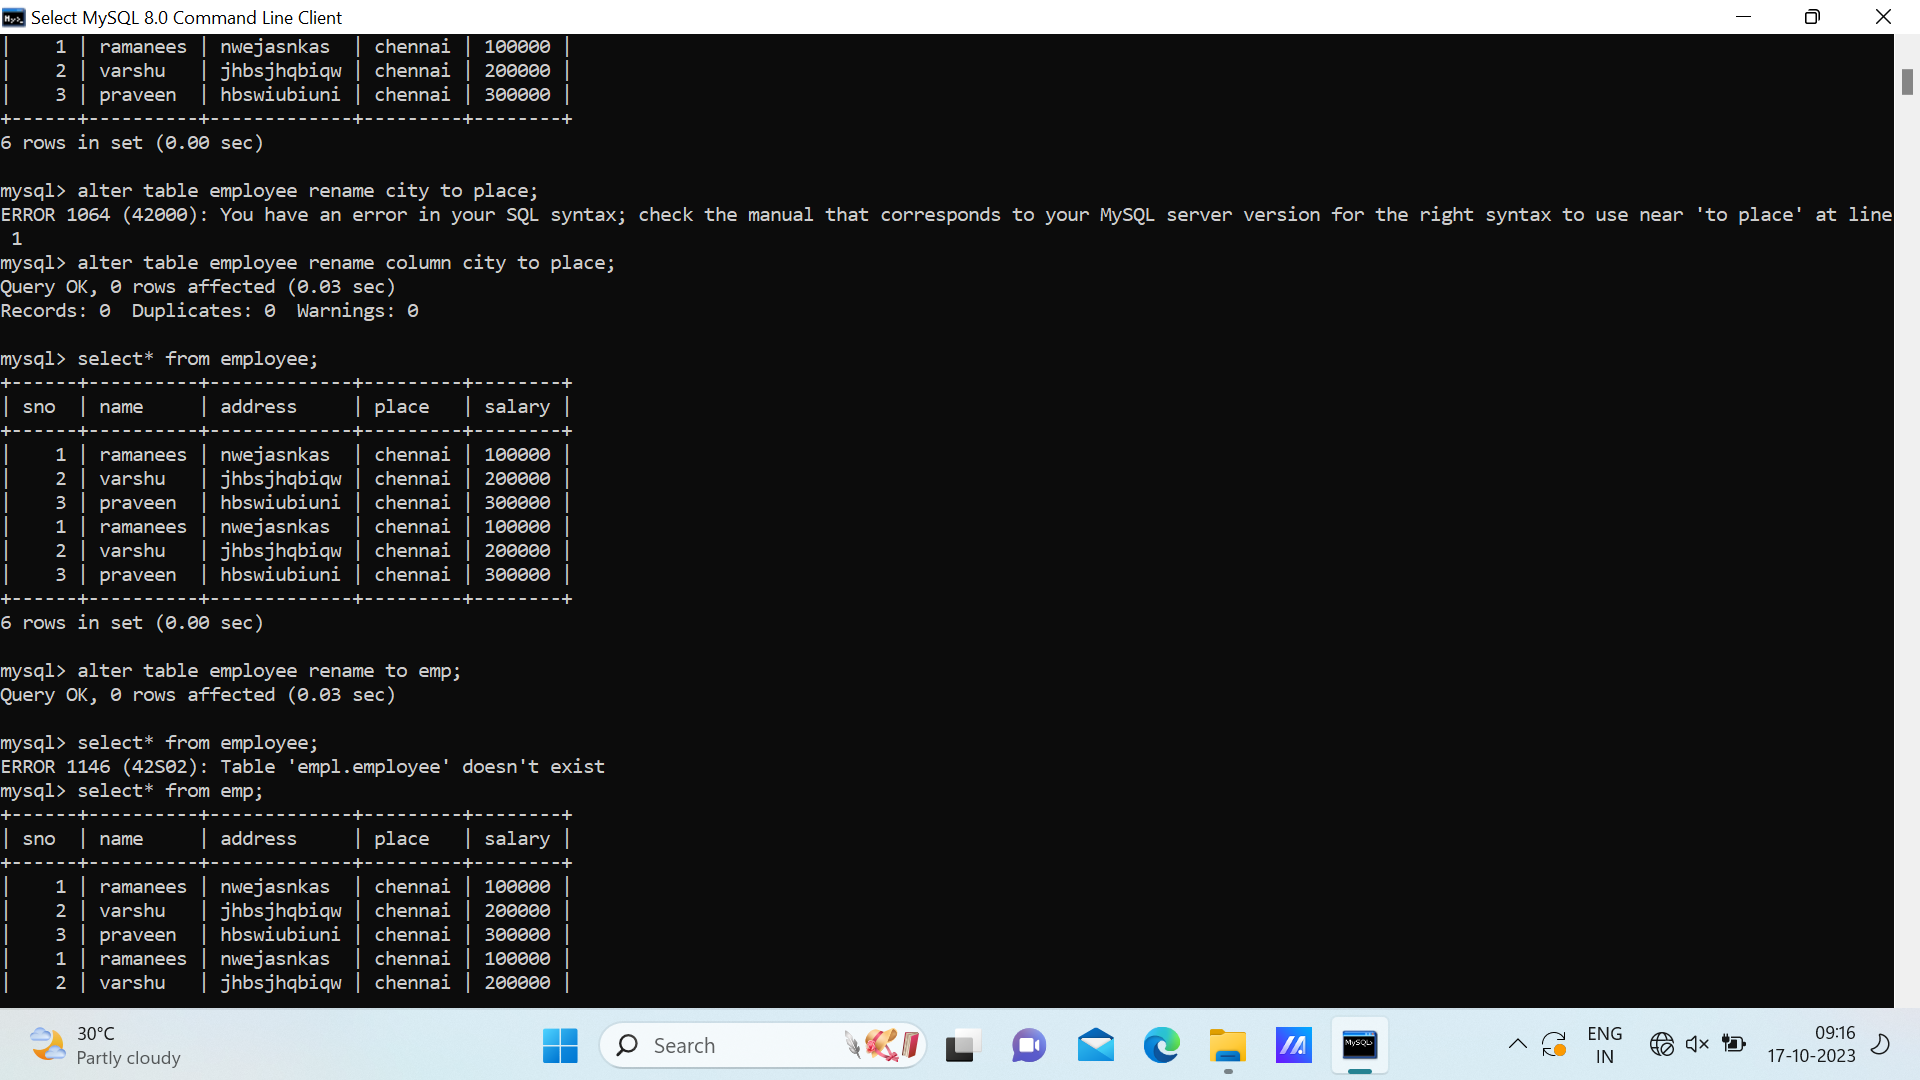 Select MySQL 8.0 Command Line Client
|    1 | ramanees | nwejasnkas  | chennai | 100000 |
|    2 | varshu   | jhbsjhqbiqw | chennai | 200000 |
|    3 | praveen  | hbswiubiuni | chennai | 300000 |
+------+----------+-------------+---------+--------+
6 rows in set (0.00 sec)
mysql> alter table employee rename city to place;
ERROR 1064 (42000): You have an error in your SQL syntax; check the manual that corresponds to your MySQL server version for the right syntax to use near 'to place' at line
 1
mysql> alter table employee rename column city to place;
Query OK, 0 rows affected (0.03 sec)
Records: 0  Duplicates: 0  Warnings: 0
mysql> select* from employee;
+------+----------+-------------+---------+--------+
| sno  | name     | address     | place   | salary |
+------+----------+-------------+---------+--------+
|    1 | ramanees | nwejasnkas  | chennai | 100000 |
|    2 | varshu   | jhbsjhqbiqw | chennai | 200000 |
|    3 | praveen  | hbswiubiuni | chennai | 300000 |
|    1 | ramanees | nwejasnkas  | chennai | 100000 |
|    2 | varshu   | jhbsjhqbiqw | chennai | 200000 |
|    3 | praveen  | hbswiubiuni | chennai | 300000 |
+------+----------+-------------+---------+--------+
6 rows in set (0.00 sec)
mysql> alter table employee rename to emp;
Query OK, 0 rows affected (0.03 sec)
mysql> select* from employee;
ERROR 1146 (42S02): Table 'empl.employee' doesn't exist
mysql> select* from emp;
+------+----------+-------------+---------+--------+
| sno  | name     | address     | place   | salary |
+------+----------+-------------+---------+--------+
|    1 | ramanees | nwejasnkas  | chennai | 100000 |
|    2 | varshu   | jhbsjhqbiqw | chennai | 200000 |
|    3 | praveen  | hbswiubiuni | chennai | 300000 |
|    1 | ramanees | nwejasnkas  | chennai | 100000 |
|    2 | varshu   | jhbsjhqbiqw | chennai | 200000 |
30°C
Partly cloudy
Search
MySQL>
ENG
IN
09:16
17-10-2023